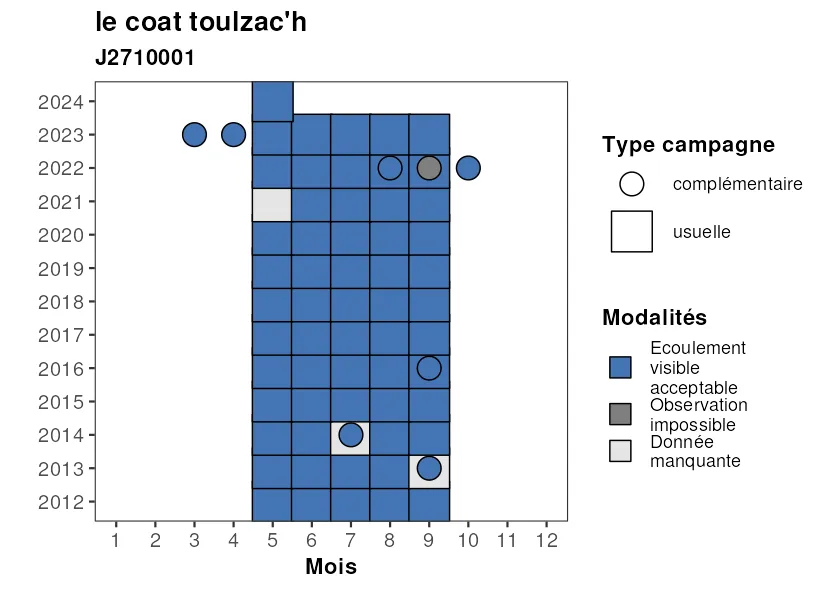 le coat toulzac'h
J2710001
2024
2023
2022
2021
2020
2019
2018
2017
2016
2015
2014
2013
2012
1 2 3 4 5 6 7 8 9 10 11 12
Mois
Type campagne
complémentaire
usuelle
Modalités
Ecoulement
visible
acceptable
Observation
impossible
Donnée
manquante